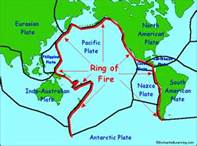 Eurasian Plate
North
American
Plate
Pacific
Plate
Philippine
Plate
Ring of
Fire
Indo-Australian
Plate
Nazca
Plate
South
American
Plate
Antarctic Plate